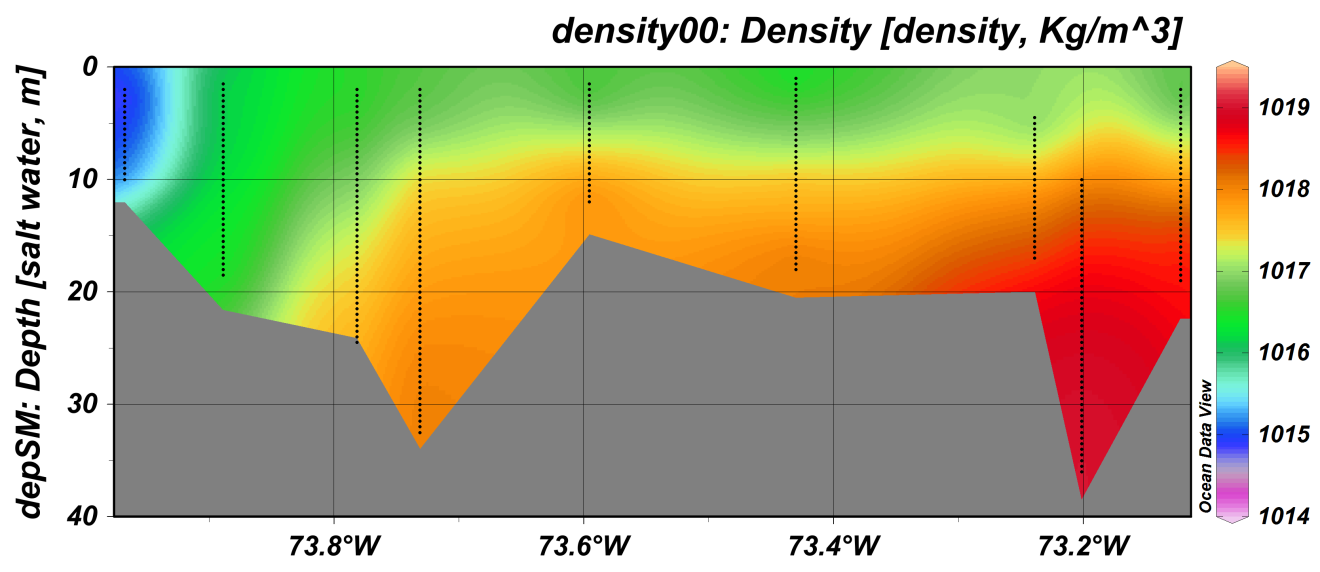 density00: Density [density, Kg/m^3]
depSM: Depth [salt water, m]
0
10
20
30
40
73.8°W
73.6°W
73.4°W
73.2°W
Ocean Data View
1019
1018
1017
1016
1015
1014